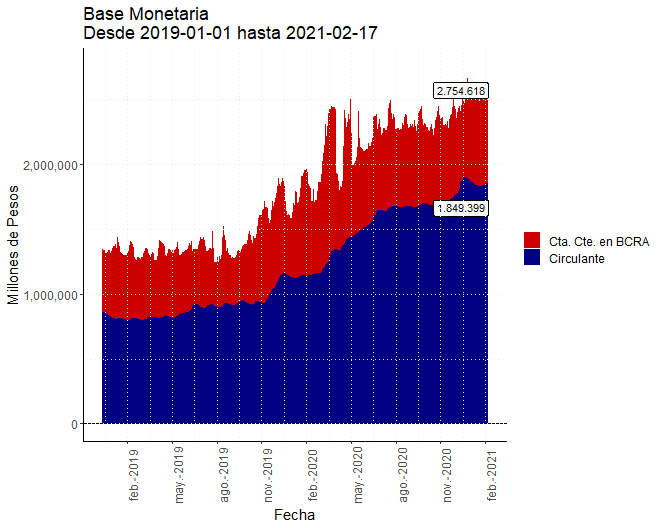 Base Monetaria
Desde 2019-01-01 hasta 2021-02-17
Millones de Pesos
2,000,000
1,000,000
0
2.754.618
1.849.399
Cta. Cte. en BCRA
Circulante
feb.-2019
may.-2019
ago.-2019
nov.-2019
feb.-2020
may.-2020
ago.-2020
nov.-2020
feb.-2021
Fecha